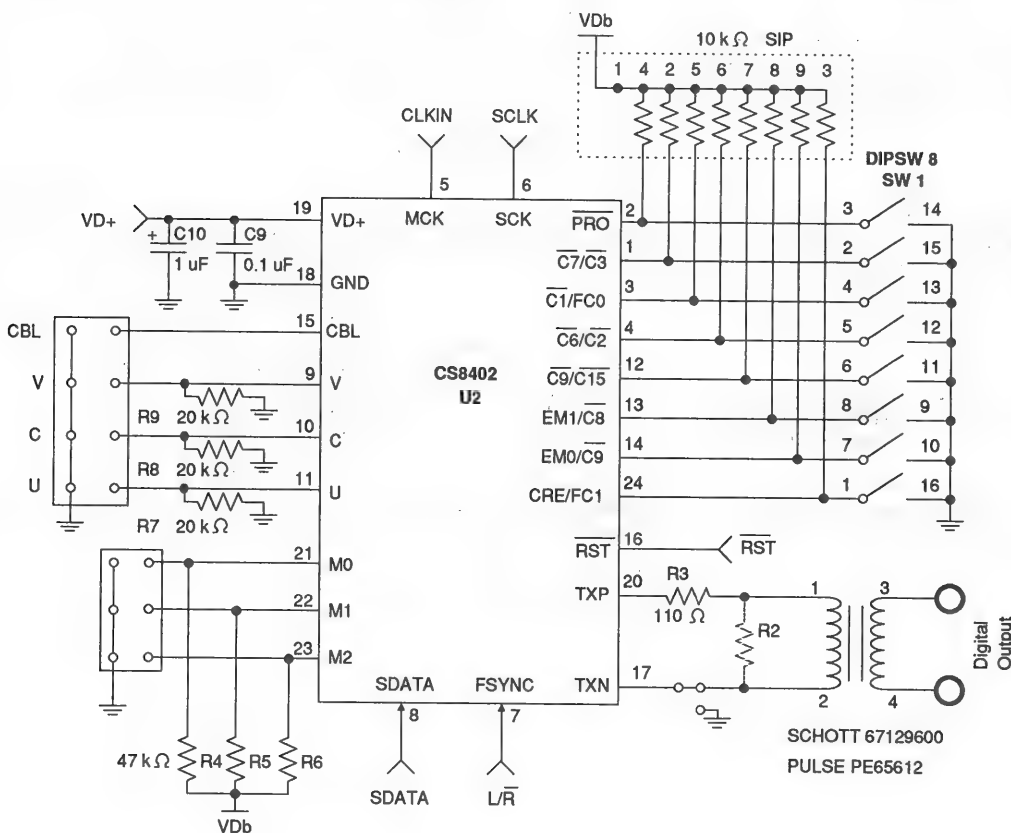 VDb
10 k Ω SIP
1 4 2 5 6 7 8 9 3
CLKIN
SCLK
DIPSW 8
SW 1
5
6
VD+
19
VD+
MCK
SCK
PRO
2
3
14
C10
C9
+
1 uF
0.1 uF
18
GND
C7/C3
1
2
15
C1/FC0
3
4
13
CBL
15
CBL
C6/C2
4
5
12
V
9
V
CS8402
U2
C9/C15
12
6
11
R9
20 k Ω
EM1/C8
13
8
9
C
10
C
R8
20 k Ω
EM0/C9
14
7
10
U
11
U
CRE/FC1
24
1
16
R7
20 k Ω
RST
16
RST
21
M0
TXP
20
R3
110 Ω
1
3
22
M1
R2
Digital
Output
23
M2
TXN
17
2
4
SDATA
FSYNC
8
7
SCHOTT 67129600
PULSE PE65612
47 k Ω
R4
R5
R6
SDATA
L/R
VDb